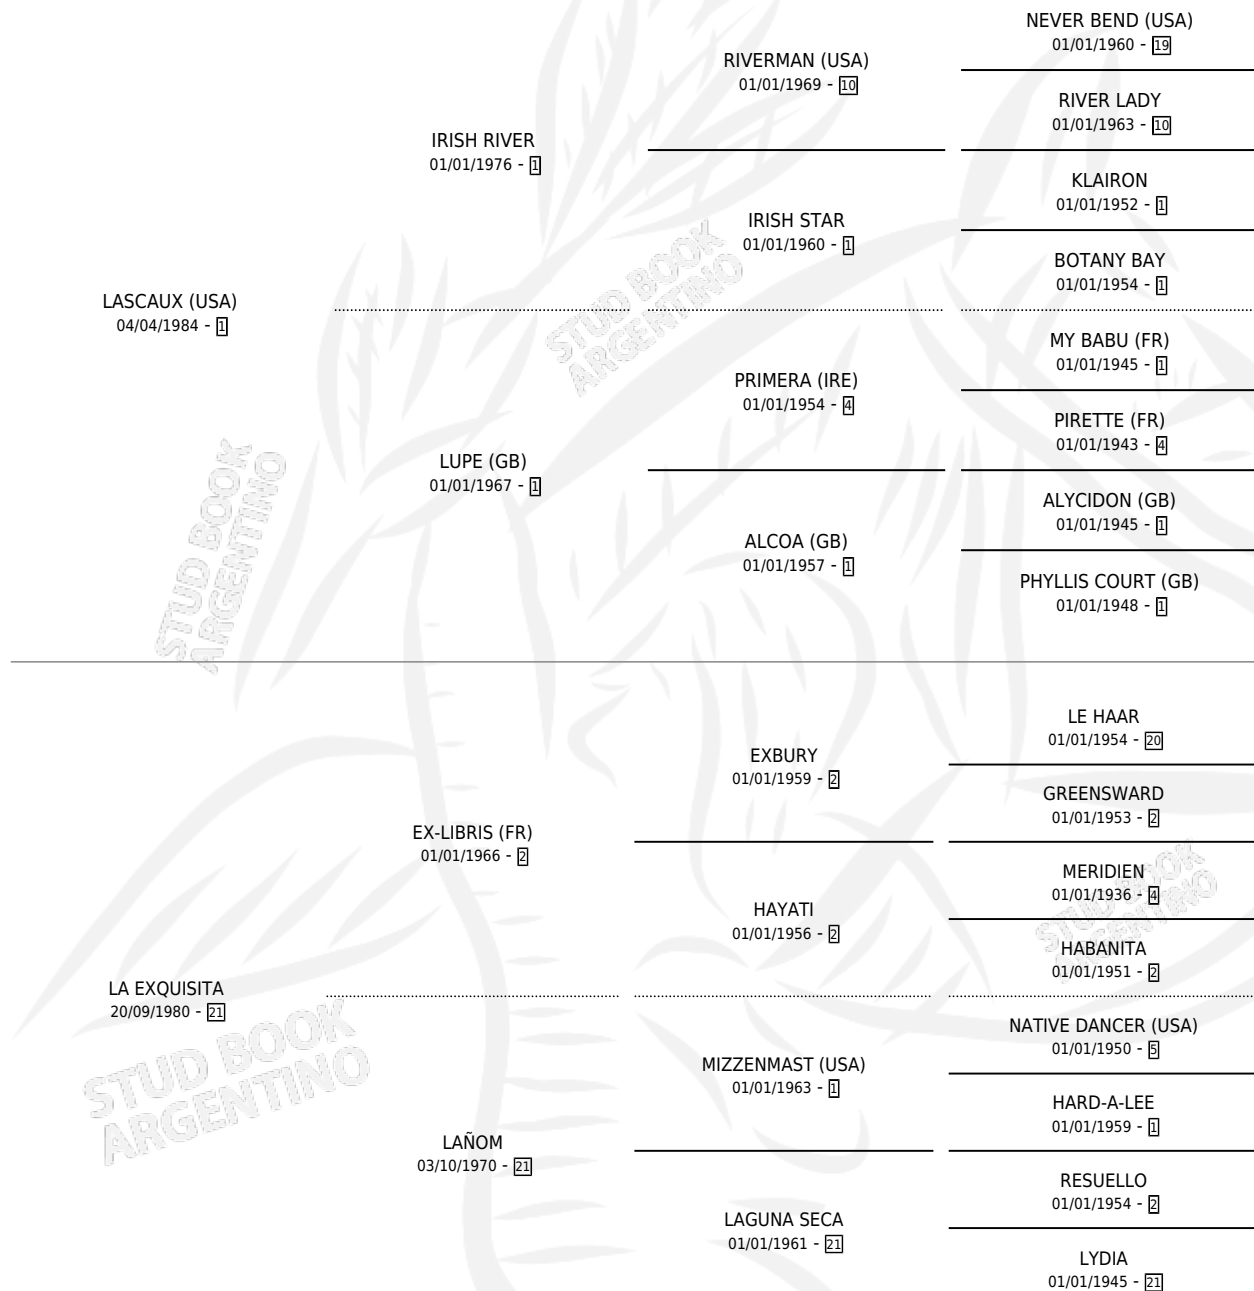 NEVER BEND (USA)
01/01/1960 - 19
RIVERMAN (USA)
01/01/1969 - 10
RIVER LADY
01/01/1963 - 10
IRISH RIVER
01/01/1976 - 1
KLAIRON
01/01/1952 - 1
IRISH STAR
01/01/1960 - 1
BOTANY BAY
01/01/1954 - 1
LASCAUX (USA)
04/04/1984 - 1
MY BABU (FR)
01/01/1945 - 1
PRIMERA (IRE)
01/01/1954 - 4
PIRETTE (FR)
01/01/1943 - 4
LUPE (GB)
01/01/1967 - 1
ALYCIDON (GB)
01/01/1945 - 1
ALCOA (GB)
01/01/1957 - 1
PHYLLIS COURT (GB)
01/01/1948 - 1
STUD BOOK
ARGENTINO
STUD BOOK
ARGENTINO
LE HAAR
01/01/1954 - 20
EXBURY
01/01/1959 - 2
GREENSWARD
01/01/1953 - 2
EX-LIBRIS (FR)
01/01/1966 - 2
MERIDIEN
01/01/1936 - 4
HAYATI
01/01/1956 - 2
HABANITA
01/01/1951 - 2
STUD BOOK
ARGENTINO
LA EXQUISITA
20/09/1980 - 21
STUD BOOK
ARGENTINO
NATIVE DANCER (USA)
01/01/1950 - 5
MIZZENMAST (USA)
01/01/1963 - 1
HARD-A-LEE
01/01/1959 - 1
LAÑOM
03/10/1970 - 21
RESUELLO
01/01/1954 - 2
LAGUNA SECA
01/01/1961 - 21
LYDIA
01/01/1945 - 21